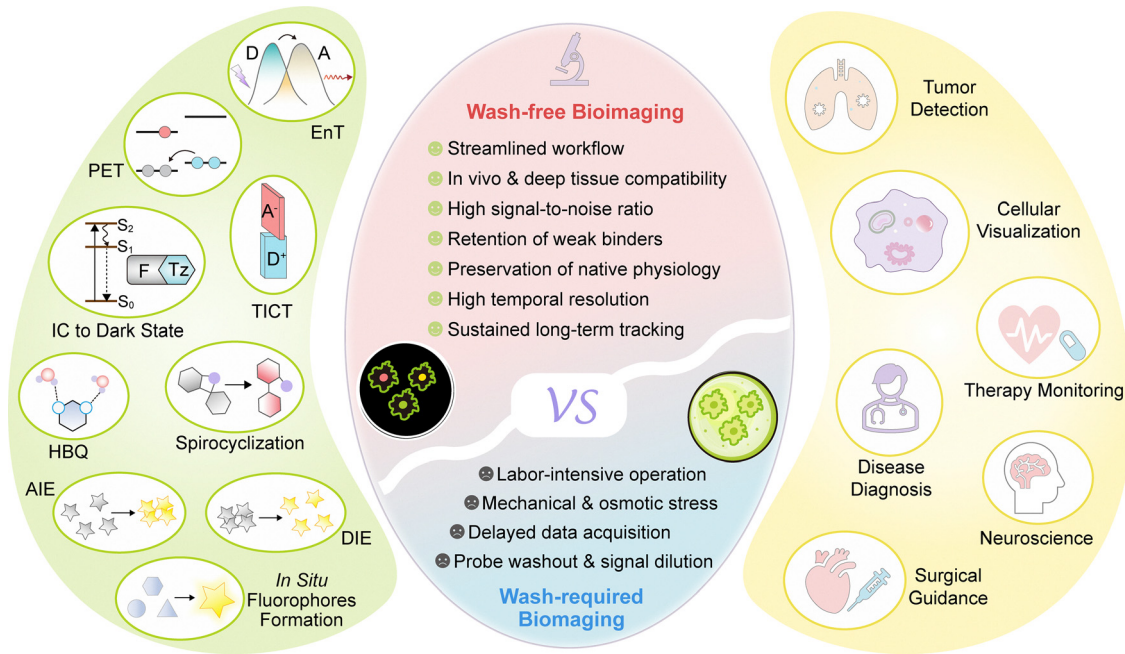 D
A
EnT
PET
A-
D+
TICT
S2
S1
F
Tz
S0
IC to Dark State
HBQ
Spirocyclization
AIE
DIE
In Situ
Fluorophores
Formation
Wash-free Bioimaging
Streamlined workflow
In vivo & deep tissue compatibility
High signal-to-noise ratio
Retention of weak binders
Preservation of native physiology
High temporal resolution
Sustained long-term tracking
VS
Labor-intensive operation
Mechanical & osmotic stress
Delayed data acquisition
Probe washout & signal dilution
Wash-required
Biomaging
Tumor
Detection
Cellular
Visualization
Therapy Monitoring
Disease
Diagnosis
Neuroscience
Surgical
Guidance